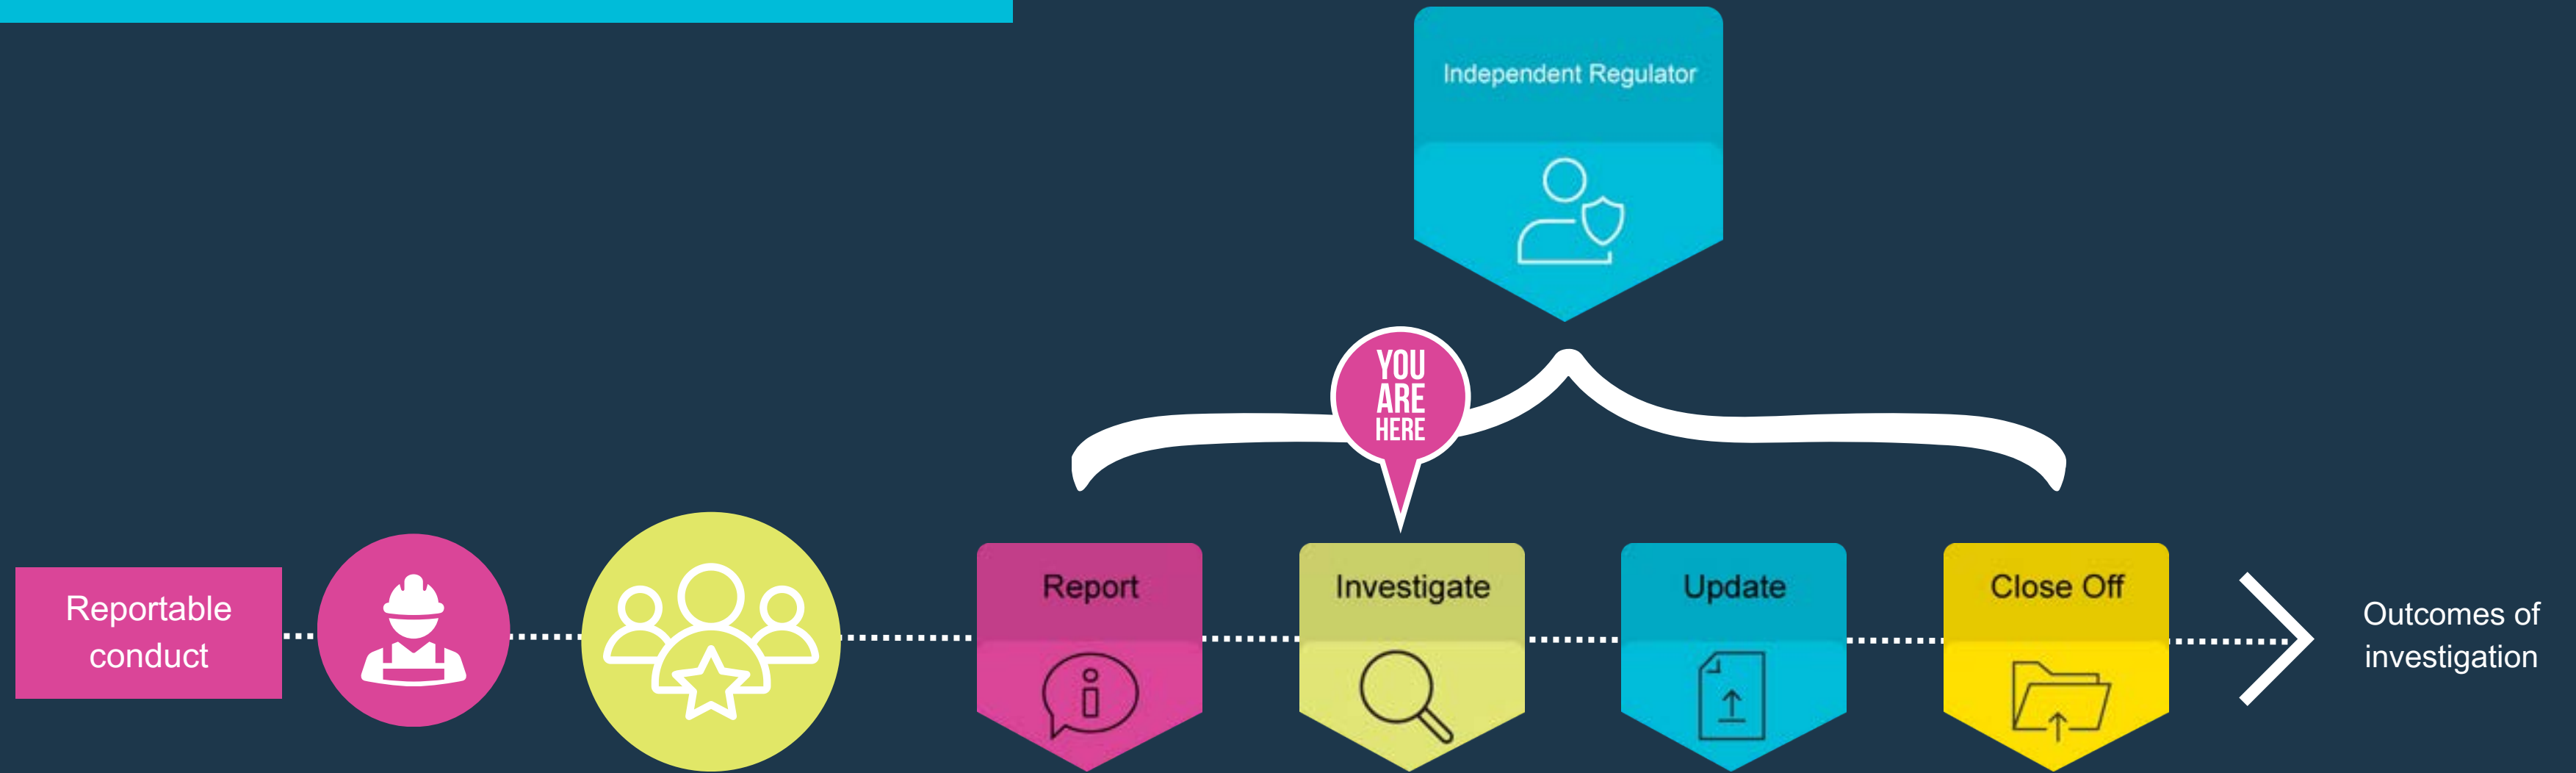 Independent Regulator
YOU
ARE
HERE
Reportable
conduct
Report
Investigate
Update
Close Off
Outcomes of
investigation